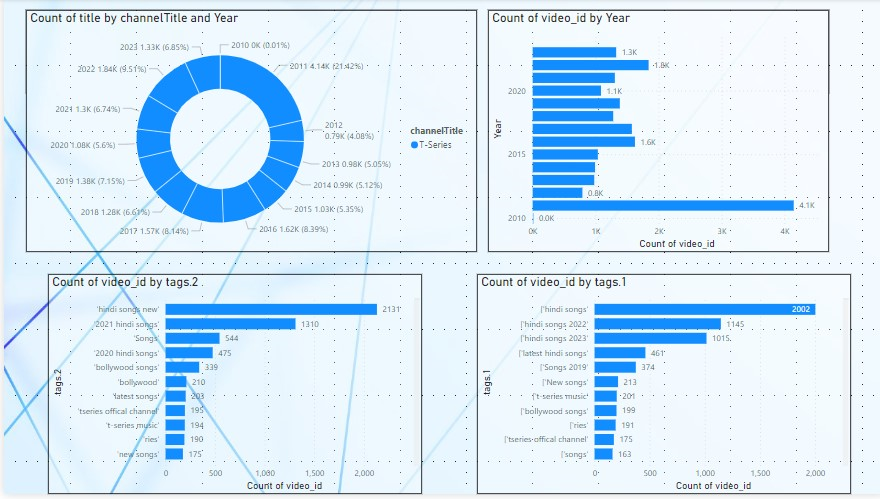 Count of title by channelTitle and Year
2023 1.33K (6.85%)
2010 0K (0.01%)
2022 1.84K (9.51%)
2011 4.14K (21.42%)
2021 1.3K (6.74%)
2012
0.79K (4.08%)
2020 1.08K (5.6%)
2013 0.98K (5.05%)
2019 1.38K (7.15%)
2014 0.99K (5.12%)
2018 1.28K (6.61%)
2015 1.03K (5.35%)
2017 1.57K (8.14%)
2016 1.62K (8.39%)
channelTitle
T-Series
Count of video_id by Year
Year
1.3K
1.8K
2020
1.1K
1.6K
2015
0.8K
4.1K
2010
0.0K
0K 1K 2K 3K 4K
Count of video_id
Count of video_id by tags.2
tags.2
'hindi songs new' 2131
'2021 hindi songs' 1310
'Songs' 544
'2020 hindi songs' 475
'bollywood songs' 339
'bollywood' 210
'latest songs' 203
'tseries offical channel' 195
't-series music' 194
'ries' 190
'new songs' 175
0 500 1,000 1,500 2,000
Count of video_id
Count of video_id by tags.1
tags.1
['hindi songs' 2002
['hindi songs 2022' 1145
['hindi songs 2023' 1015
['latest hindi songs' 461
['Songs 2019' 374
['New songs' 213
['t-series music' 201
['bollywood songs' 199
['ries' 191
['tseries offical channel' 175
['songs' 163
0 500 1,000 1,500 2,000
Count of video_id